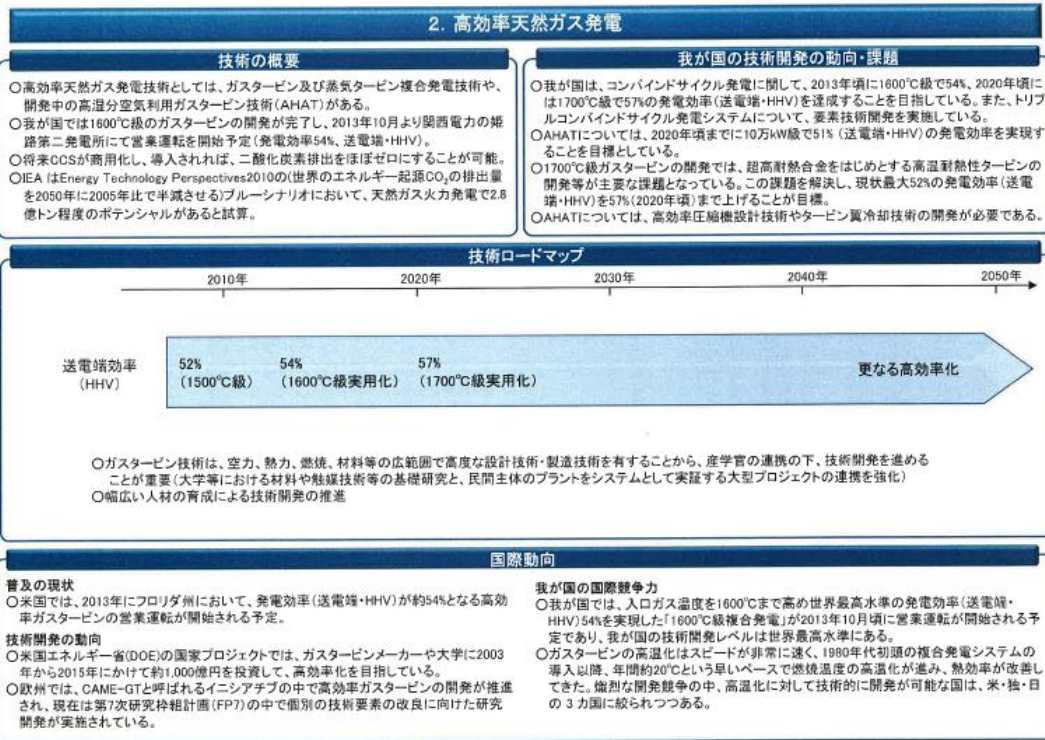 2. 高効率天然ガス発電
技術の概要
○高効率天然ガス発電技術としては、ガスタービン及び蒸気タービン複合発電技術や、
開発中の高湿分空気利用ガスタービン技術(AHAT)がある。
○我が国では1600℃級のガスタービンの開発が完了し、2013年10月より関西電力の姫
路第二発電所にて営業運転を開始予定(発電効率54%、送電端・HHV)。
○将来CCSが商用化し、導入されれば、二酸化炭素排出をほぼゼロにすることが可能。
○IEA はEnergy Technology Perspectives2010の(世界のエネルギー起源CO₂の排出量
を2050年に2005年比で半減させる)ブルーシナリオにおいて、天然ガス火力発電で2.8
億トン程度のポテンシャルがあると試算。
我が国の技術開発の動向・課題
○我が国は、コンバインドサイクル発電に関して、2013年頃に1600℃級で54%、2020年頃に
は1700℃級で57%の発電効率(送電端・HHV)を達成することを目指している。また、トリプ
ルコンバインドサイクル発電システムについて、要素技術開発を実施している。
○AHATについては、2020年頃までに10万kW級で51%(送電端・HHV)の発電効率を実現す
ることを目標としている。
○1700℃級ガスタービンの開発では、超高耐熱合金をはじめとする高温耐熱性タービンの
開発等が主要な課題となっている。この課題を解決し、現状最大52%の発電効率(送電
端・HHV)を57%(2020年頃)まで上げることが目標。
○AHATについては、高効率圧縮機設計技術やタービン翼冷却技術の開発が必要である。
技術ロードマップ
2010年 2020年 2030年 2040年 2050年
送電端効率
(HHV)
52%
(1500℃級)
54%
(1600℃級実用化)
57%
(1700℃級実用化)
更なる高効率化
○ガスタービン技術は、空力、熱力、燃焼、材料等の広範囲で高度な設計技術・製造技術を有することから、産学官の連携の下、技術開発を進める
ことが重要(大学等における材料や触媒技術等の基礎研究と、民間主体のプラントをシステムとして実証する大型プロジェクトの連携を強化)
○幅広い人材の育成による技術開発の推進
国際動向
普及の現状
○米国では、2013年にフロリダ州において、発電効率(送電端・HHV)が約54%となる高効
率ガスタービンの営業運転が開始される予定。
技術開発の動向
○米国エネルギー省(DOE)の国家プロジェクトでは、ガスタービンメーカーや大学に2003
年から2015年にかけて約1,000億円を投資して、高効率化を目指している。
○欧州では、CAME-GTと呼ばれるイニシアチブの中で高効率ガスタービンの開発が推進
され、現在は第7次研究枠組計画(FP7)の中で個別の技術要素の改良に向けた研究
開発が実施されている。
我が国の国際競争力
○我が国では、入口ガス温度を1600℃まで高め世界最高水準の発電効率(送電端・
HHV)54%を実現した「1600℃級複合発電」が2013年10月頃に営業運転が開始される予
定であり、我が国の技術開発レベルは世界最高水準にある。
○ガスタービンの高温化はスピードが非常に速く、1980年代初頭の複合発電システムの
導入以降、年間約20℃という早いペースで燃焼温度の高温化が進み、熱効率が改善し
てきた。熾烈な開発競争の中、高温化に対して技術的に開発が可能な国は、米・独・日
の 3 カ国に絞られつつある。